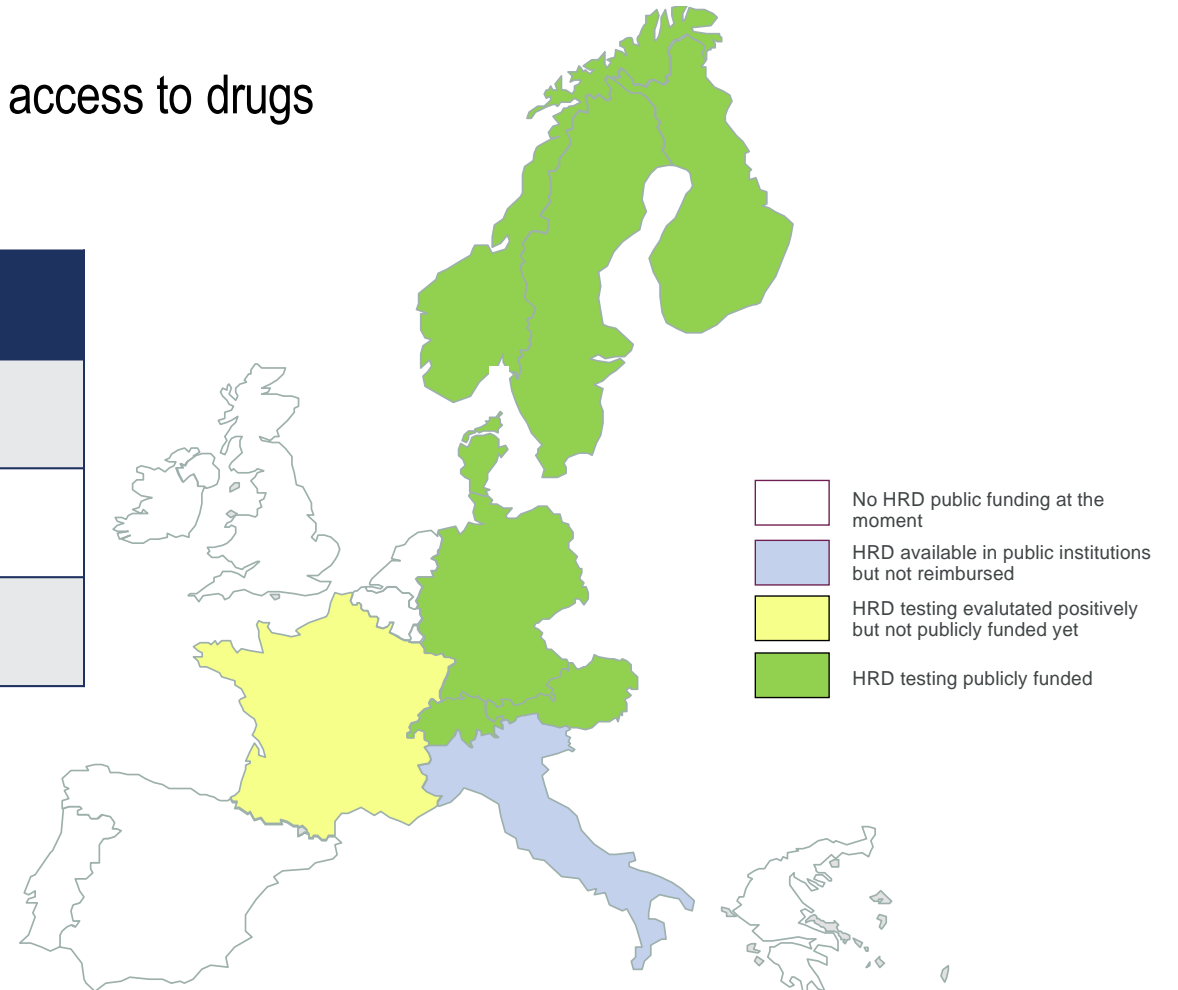 access to drugs
No HRD public funding at the
moment
HRD available in public institutions
but not reimbursed
HRD testing evalutated positively
but not publicly funded yet
HRD testing publicly funded